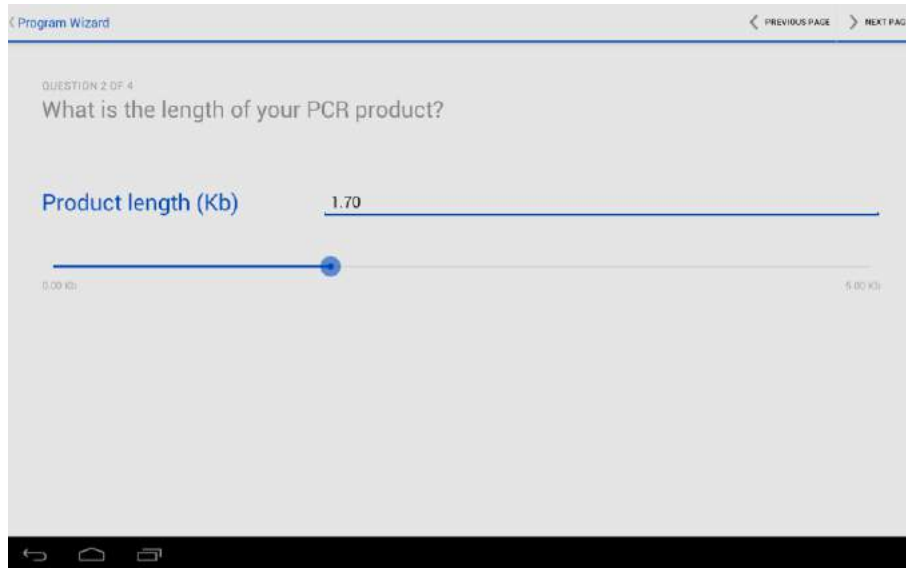 Program Wizard
PREVIOUS PAGE
NEXT PAG
QUESTION 2 OF 4
What is the length of your PCR product?
Product length (Kb)
1.70
0.00 Kb
5.00 Kb